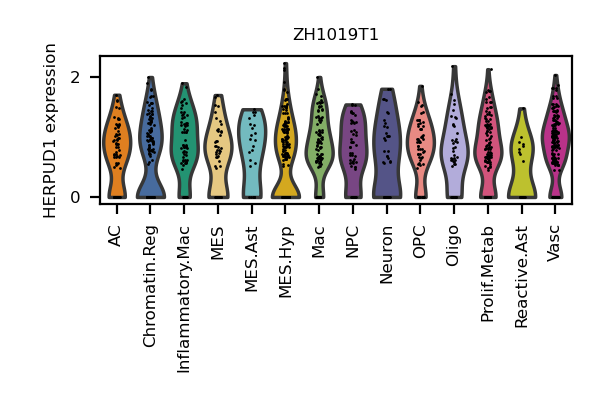 ZH1019T1
HERPUD1 expression
2
0
AC
Chromatin.Reg
Inflammatory.Mac
MES
MES.Ast
MES.Hyp
Mac
NPC
Neuron
OPC
Oligo
Prolif.Metab
Reactive.Ast
Vasc